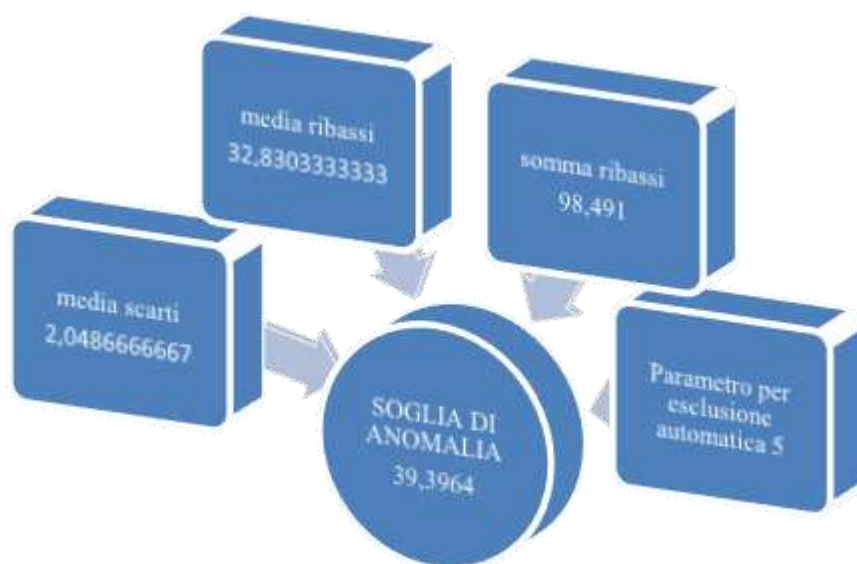 media ribassi
32,8303333333
somma ribassi
98,491
media scarti
2,0486666667
Parametro per
esclusione
automatica 5
SOGLIA DI
ANOMALIA
39,3964